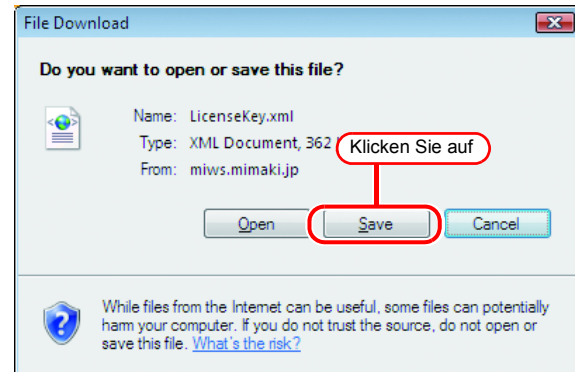 File Download
Do you want to open or save this file?
Name: LicenseKey.xml
Type: XML Document, 362
Klicken Sie auf
From: miws.mimaki.jp
Open Save Cancel
While files from the Internet can be useful, some files can potentially
harm your computer. If you do not trust the source, do not open or
save this file. What's the risk?